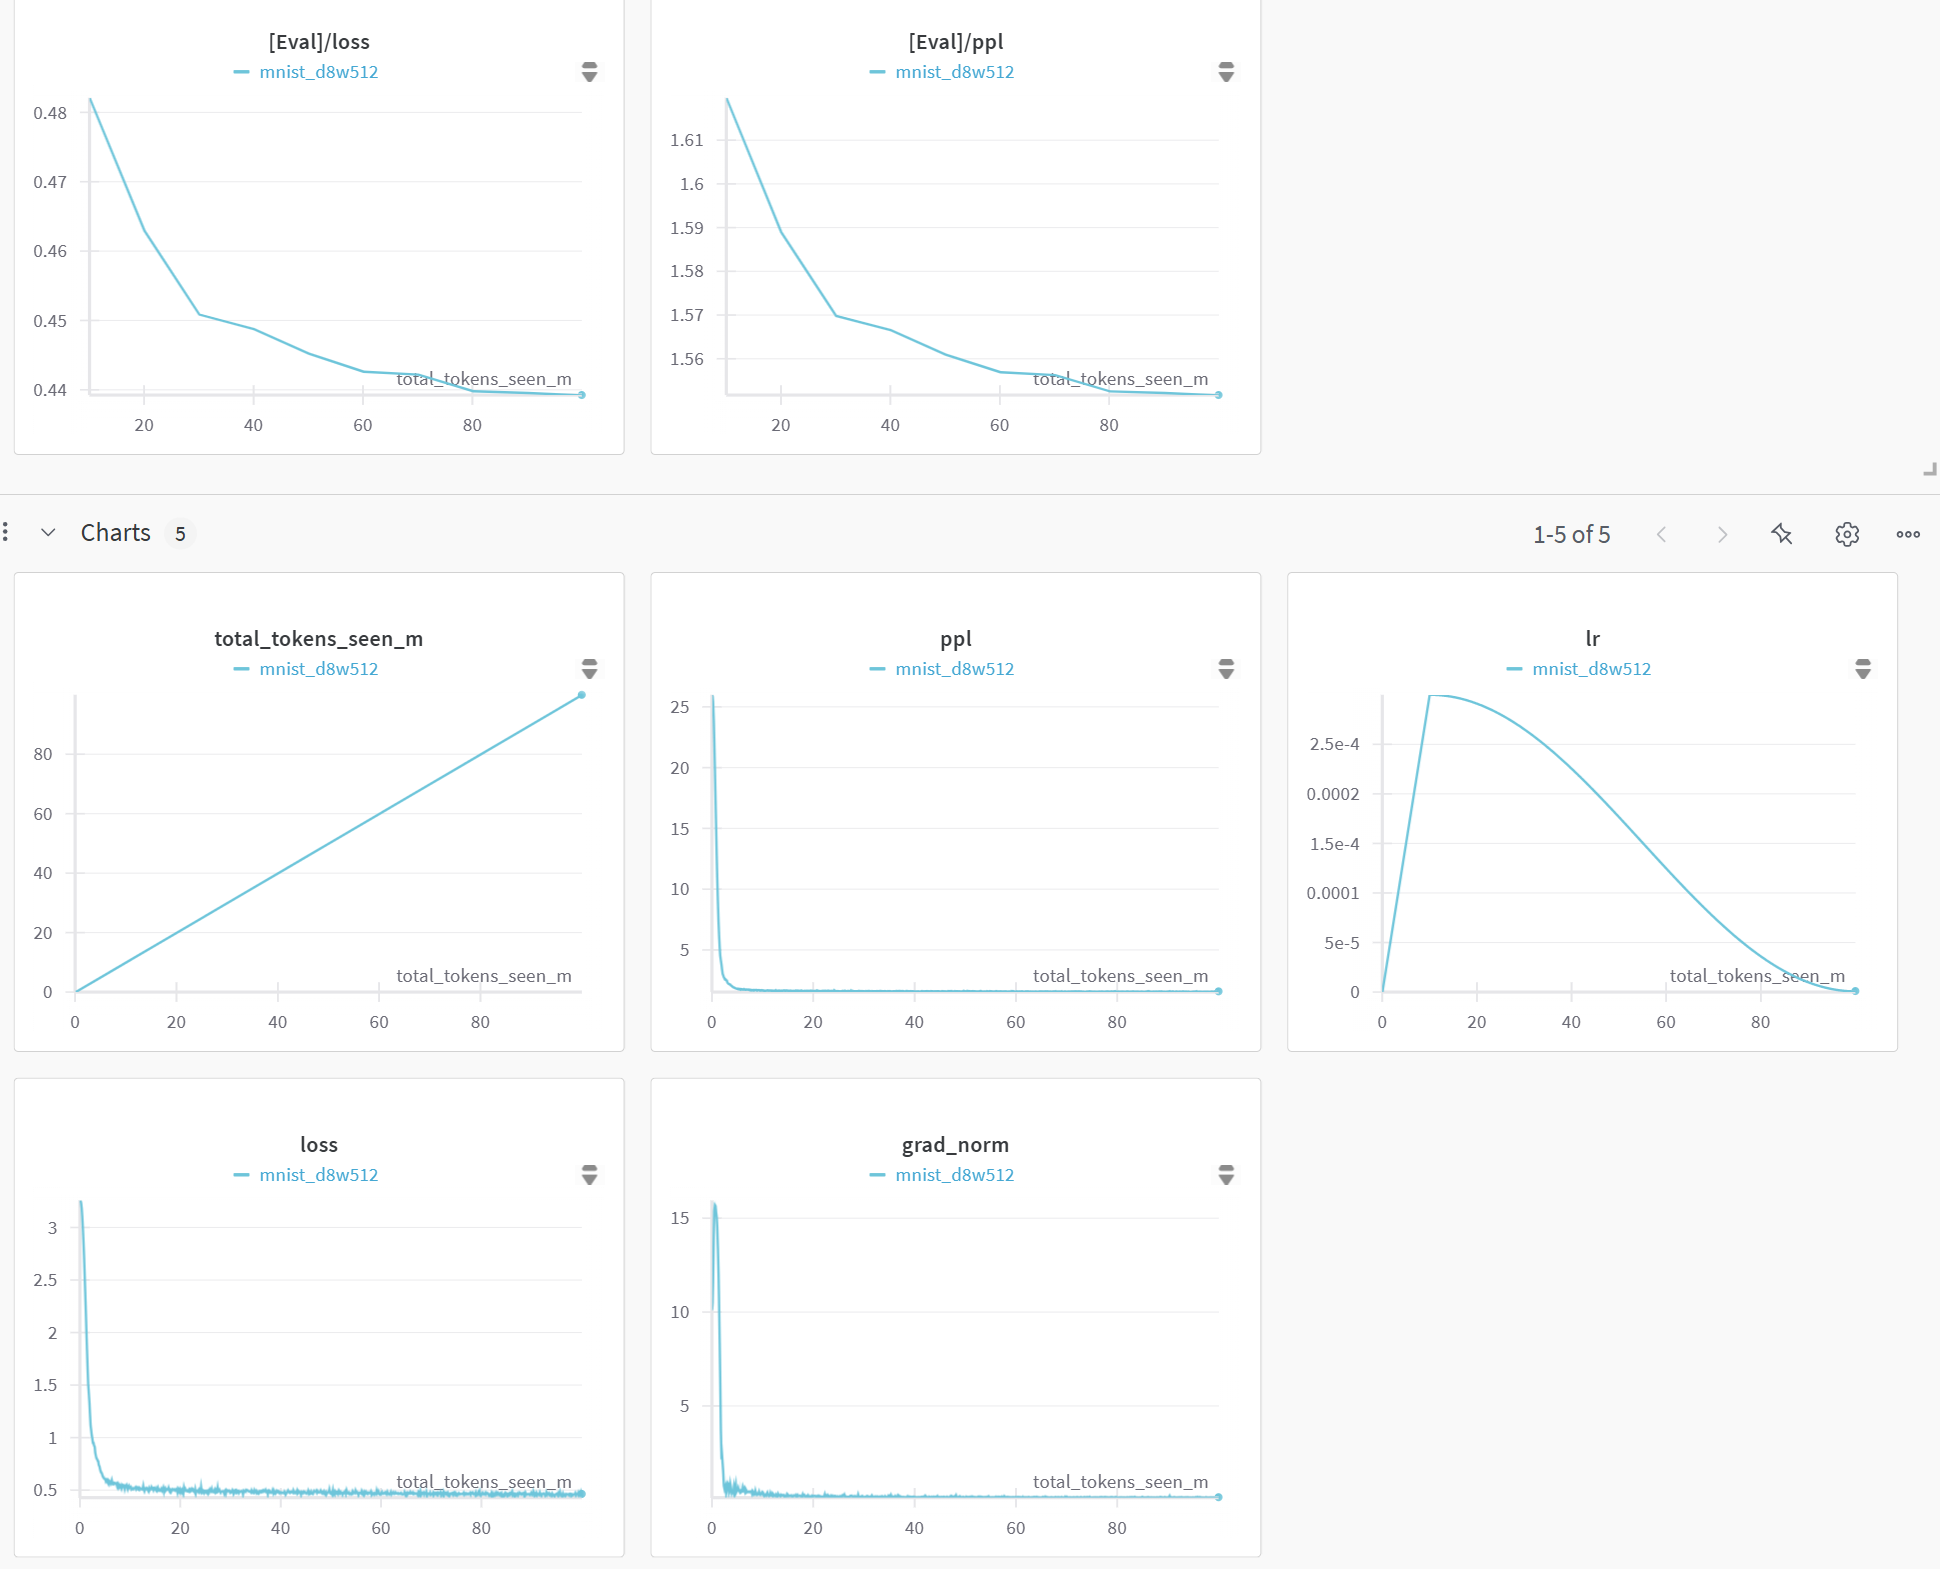 [Eval]/loss
mnist_d8w512
0.48
0.47
0.46
0.45
0.44
total_tokens_seen_m
20 40 60 80
[Eval]/ppl
mnist_d8w512
1.61
1.6
1.59
1.58
1.57
1.56
total_tokens_seen_m
20 40 60 80
Charts 5
1-5 of 5
total_tokens_seen_m
mnist_d8w512
80
60
40
20
0
total_tokens_seen_m
0 20 40 60 80
ppl
mnist_d8w512
25
20
15
10
5
total_tokens_seen_m
0 20 40 60 80
lr
mnist_d8w512
2.5e-4
0.0002
1.5e-4
0.0001
5e-5
0
total_tokens_seen_m
0 20 40 60 80
loss
mnist_d8w512
3
2.5
2
1.5
1
0.5
total_tokens_seen_m
0 20 40 60 80
grad_norm
mnist_d8w512
15
10
5
total_tokens_seen_m
0 20 40 60 80